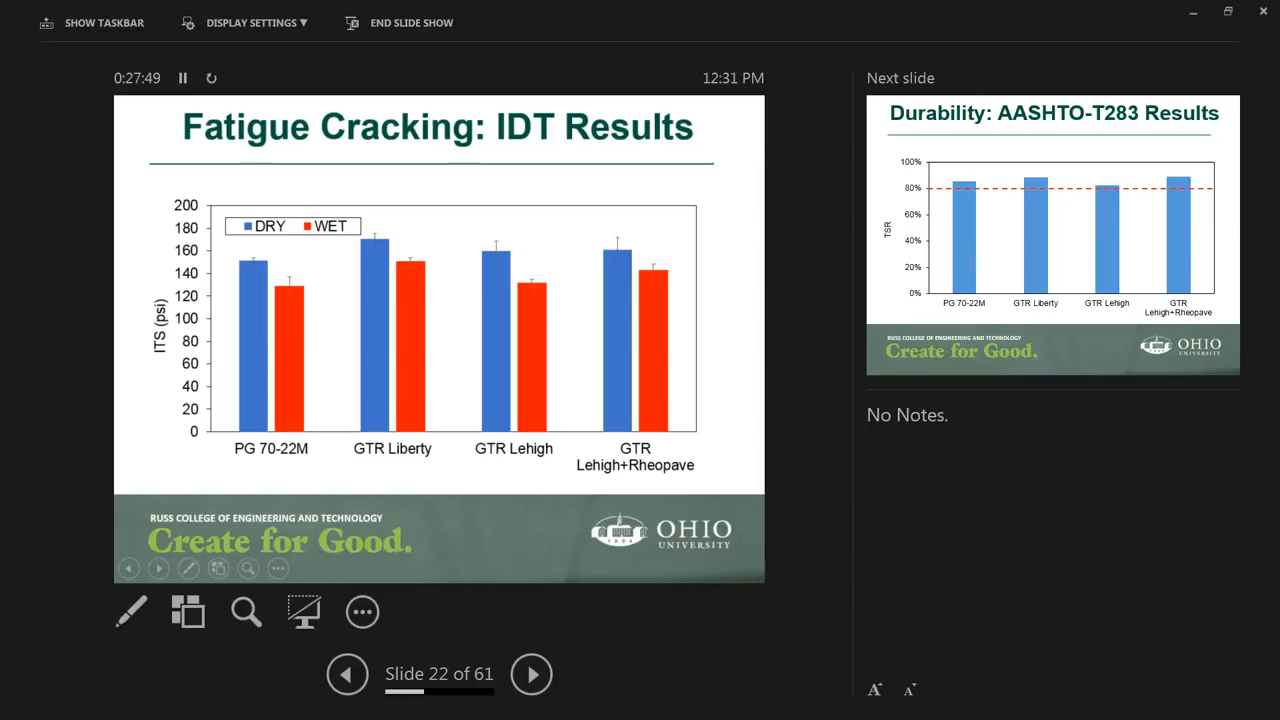 SHOW TASKBAR
DISPLAY SETTINGS ▼
END SLIDE SHOW
0:27:49
12:31 PM
Fatigue Cracking: IDT Results
200
180
160
140
120
100
80
60
40
20
0
ITS (psi)
DRY
WET
PG 70-22M
GTR Liberty
GTR Lehigh
GTR
Lehigh+Rheopave
RUSS COLLEGE OF ENGINEERING AND TECHNOLOGY
Create for Good.
1804
OHIO
UNIVERSITY
Slide 22 of 61
Next slide
Durability: AASHTO-T283 Results
100%
80%
60%
40%
20%
0%
TSR
PG 70-22M
GTR Liberty
GTR Lehigh
GTR
Lehigh+Rheopave
RUSS COLLEGE OF ENGINEERING AND TECHNOLOGY
Create for Good.
OHIO
UNIVERSITY
No Notes.
A
A